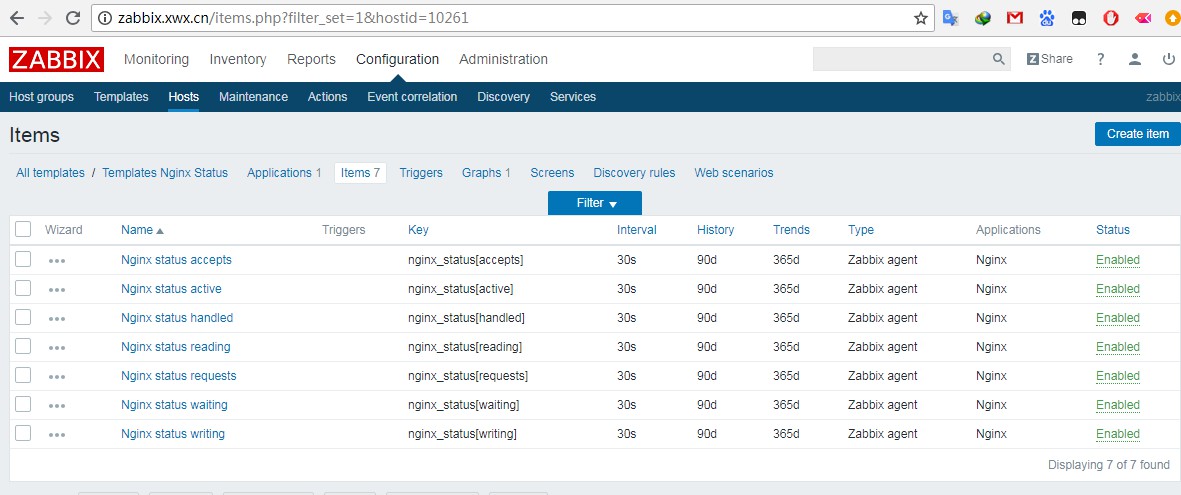 zabbix.xwx.cn/items.php?filter_set=1&hostid=10261
ZABBIX Monitoring Inventory Reports Configuration Administration Z Share ?
Host groups Templates Hosts Maintenance Actions Event correlation Discovery Services zabbix
Items Create item
All templates / Templates Nginx Status Applications 1 Items 7 Triggers Graphs 1 Screens Discovery rules Web scenarios
Filter
Wizard Name Triggers Key Interval History Trends Type Applications Status
Nginx status accepts nginx_status[accepts] 30s 90d 365d Zabbix agent Nginx Enabled
Nginx status active nginx_status[active] 30s 90d 365d Zabbix agent Nginx Enabled
Nginx status handled nginx_status[handled] 30s 90d 365d Zabbix agent Nginx Enabled
Nginx status reading nginx_status[reading] 30s 90d 365d Zabbix agent Nginx Enabled
Nginx status requests nginx_status[requests] 30s 90d 365d Zabbix agent Nginx Enabled
Nginx status waiting nginx_status[waiting] 30s 90d 365d Zabbix agent Nginx Enabled
Nginx status writing nginx_status[writing] 30s 90d 365d Zabbix agent Nginx Enabled
Displaying 7 of 7 found